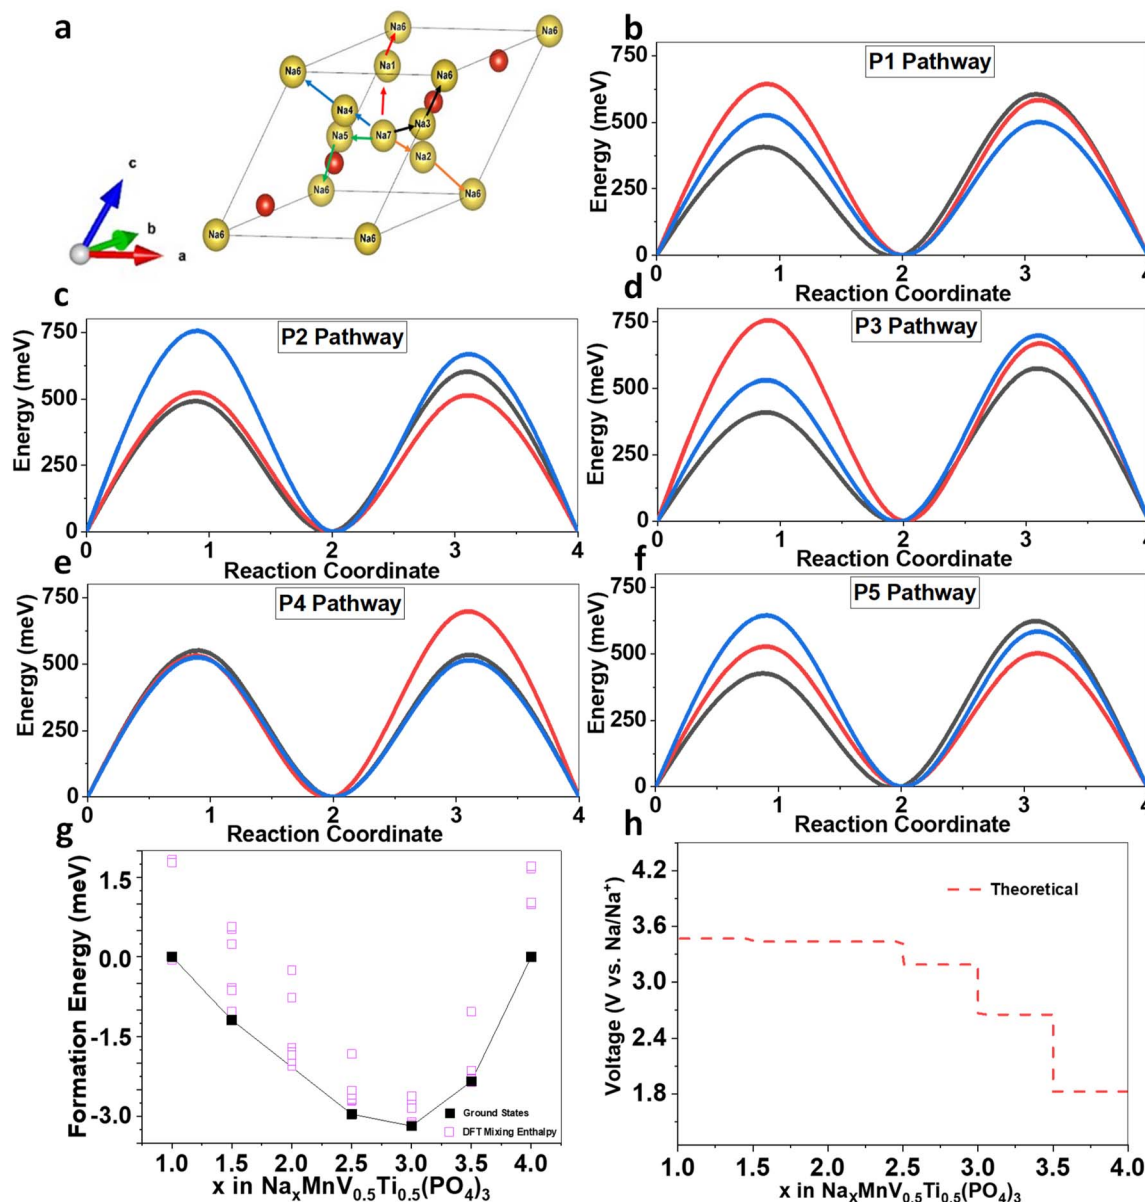 a
Na6
Na6
Na6
Na1
Na6
Na4
Na3
Na5
Na7
Na2
Na6
Na6
Na6
Na6
c
b
a
b
P1 Pathway
Energy (meV)
750
500
250
0
0 1 2 3 4
Reaction Coordinate
c
P2 Pathway
Energy (meV)
750
500
250
0
0 1 2 3 4
Reaction Coordinate
d
P3 Pathway
Energy (meV)
750
500
250
0
0 1 2 3 4
Reaction Coordinate
e
P4 Pathway
Energy (meV)
750
500
250
0
0 1 2 3 4
Reaction Coordinate
f
P5 Pathway
Energy (meV)
750
500
250
0
0 1 2 3 4
Reaction Coordinate
g
Formation Energy (meV)
1.5
0.0
-1.5
-3.0
Ground States
DFT Mixing Enthalpy
1.0 1.5 2.0 2.5 3.0 3.5 4.0
x in NaₓMnV₀.₅Ti₀.₅(PO₄)₃
h
Voltage (V vs. Na/Na⁺)
4.2
3.6
3.0
2.4
1.8
Theoretical
1.0 1.5 2.0 2.5 3.0 3.5 4.0
x in NaₓMnV₀.₅Ti₀.₅(PO₄)₃